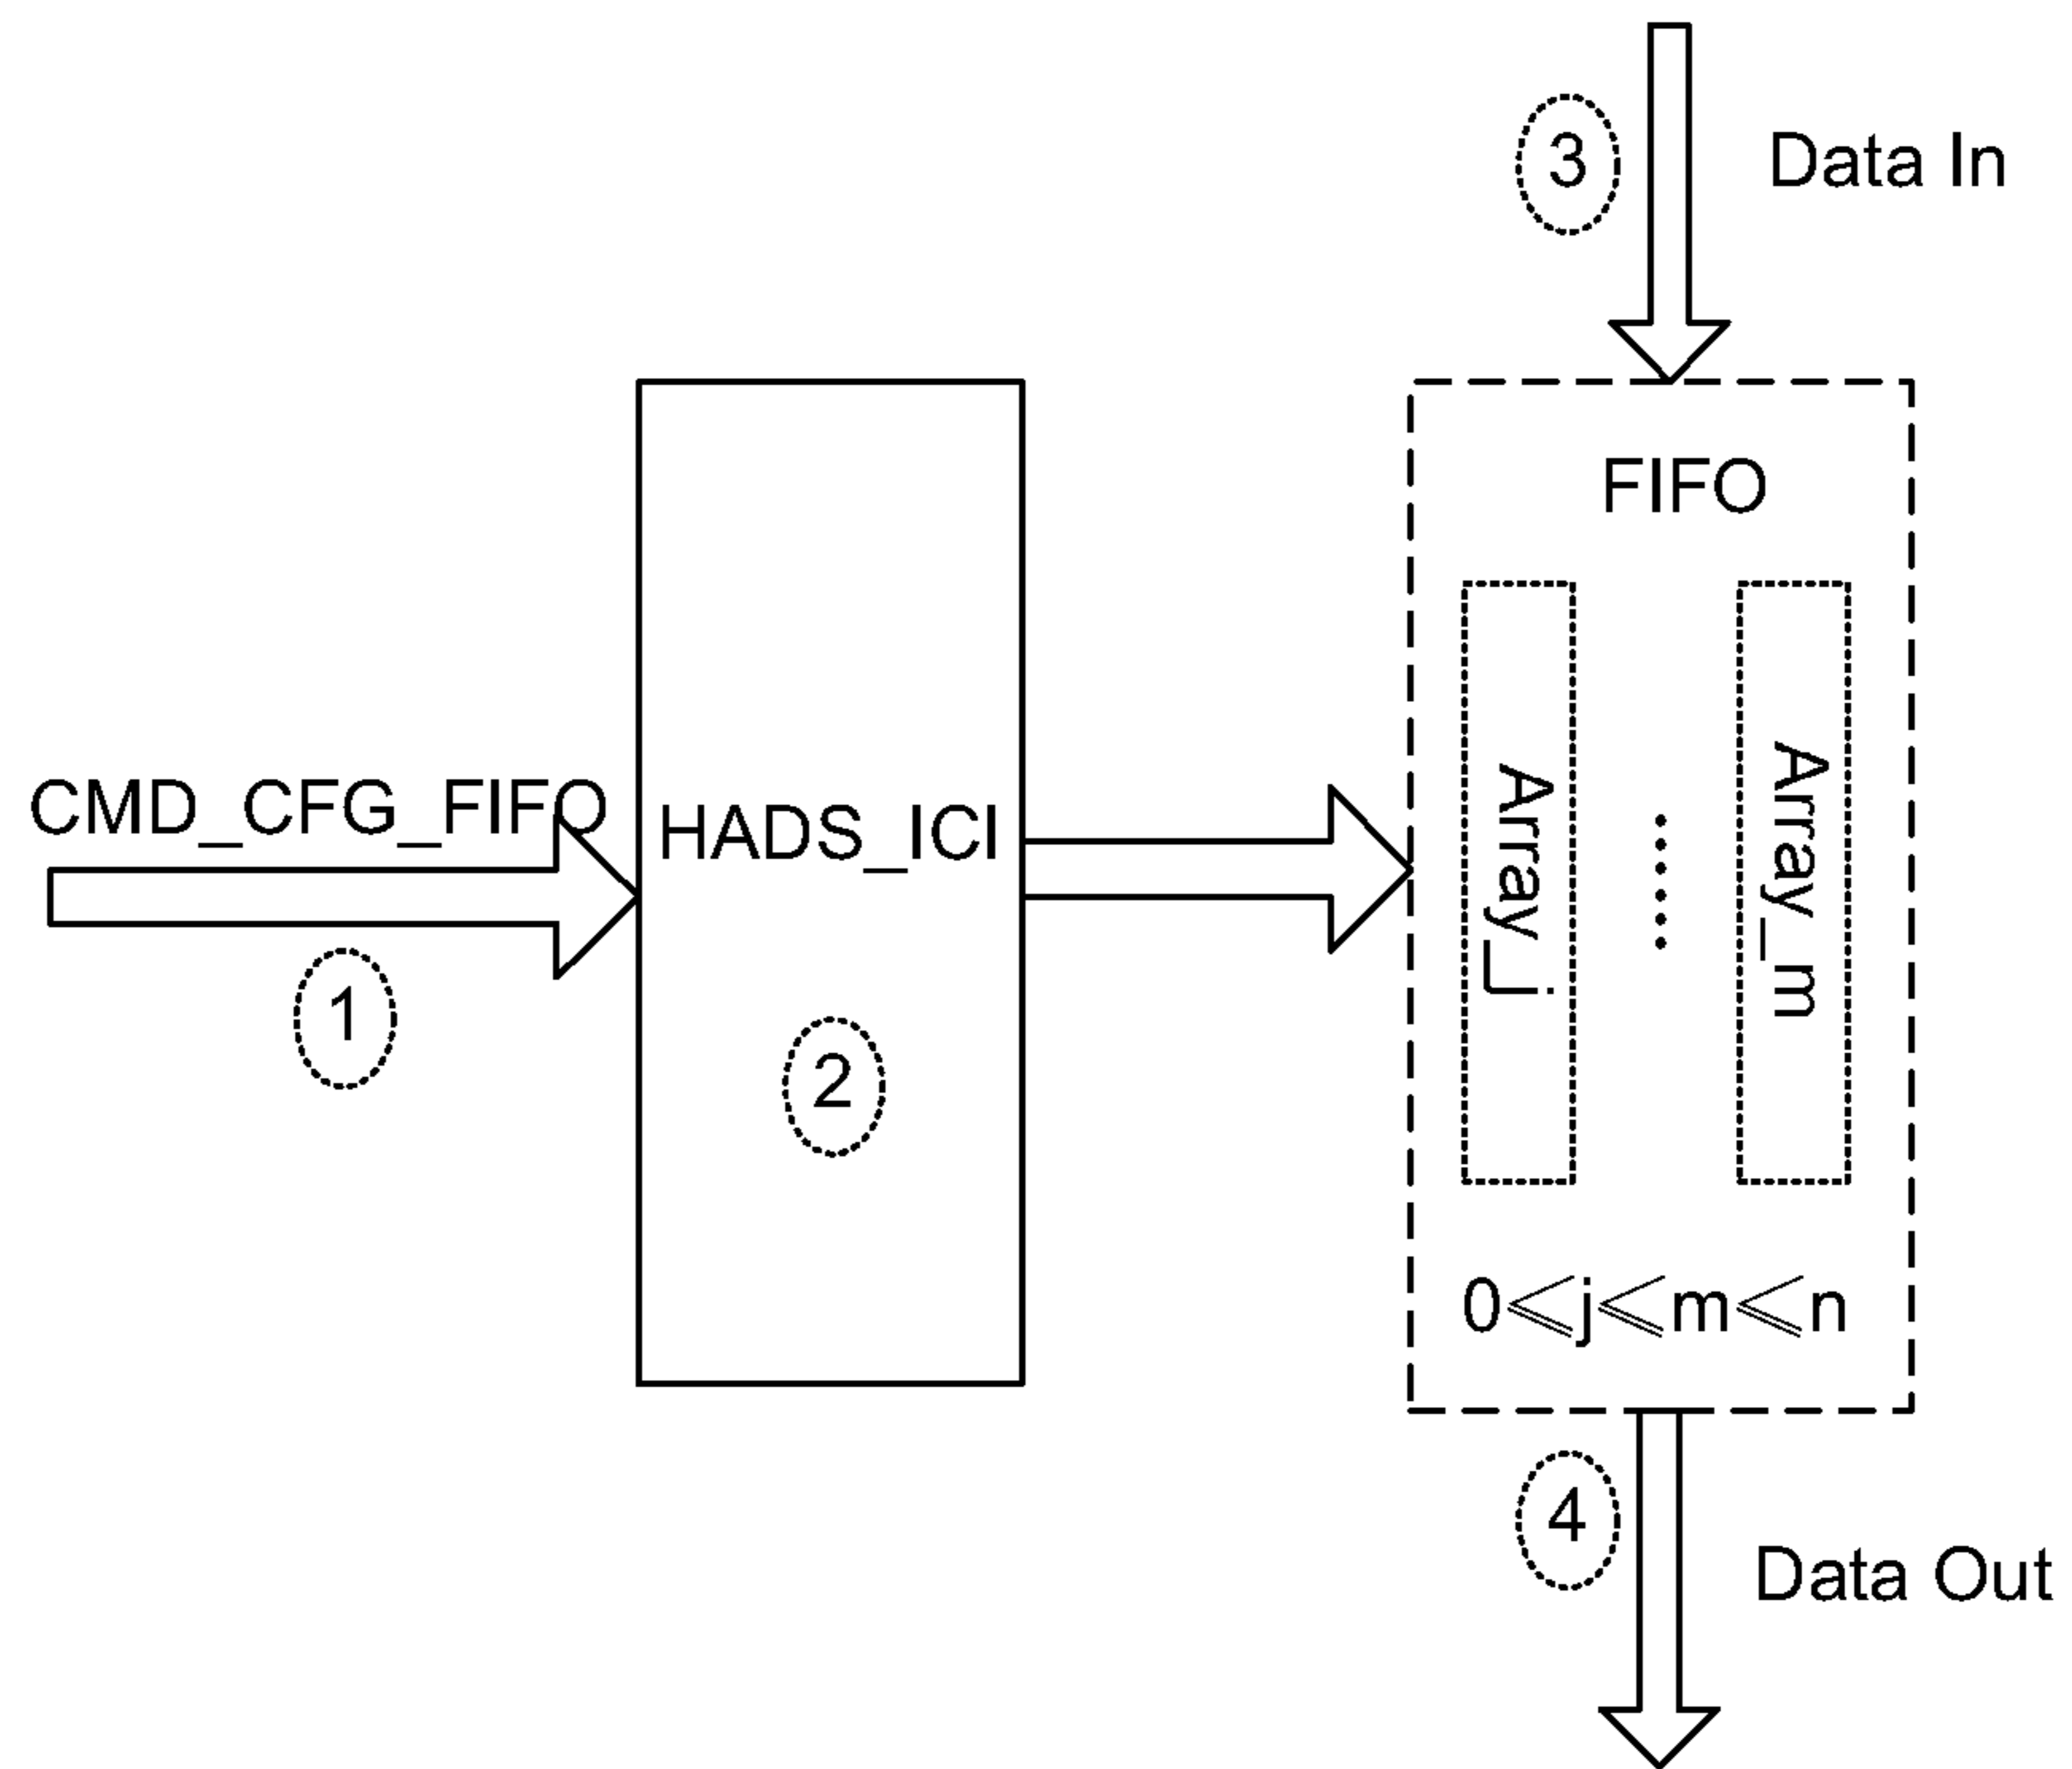 3
Data In
FIFO
CMD_CFG_FIFO
HADS_ICI
Array_j
......
Array_m
1
2
0≤j≤m≤n
4
Data Out